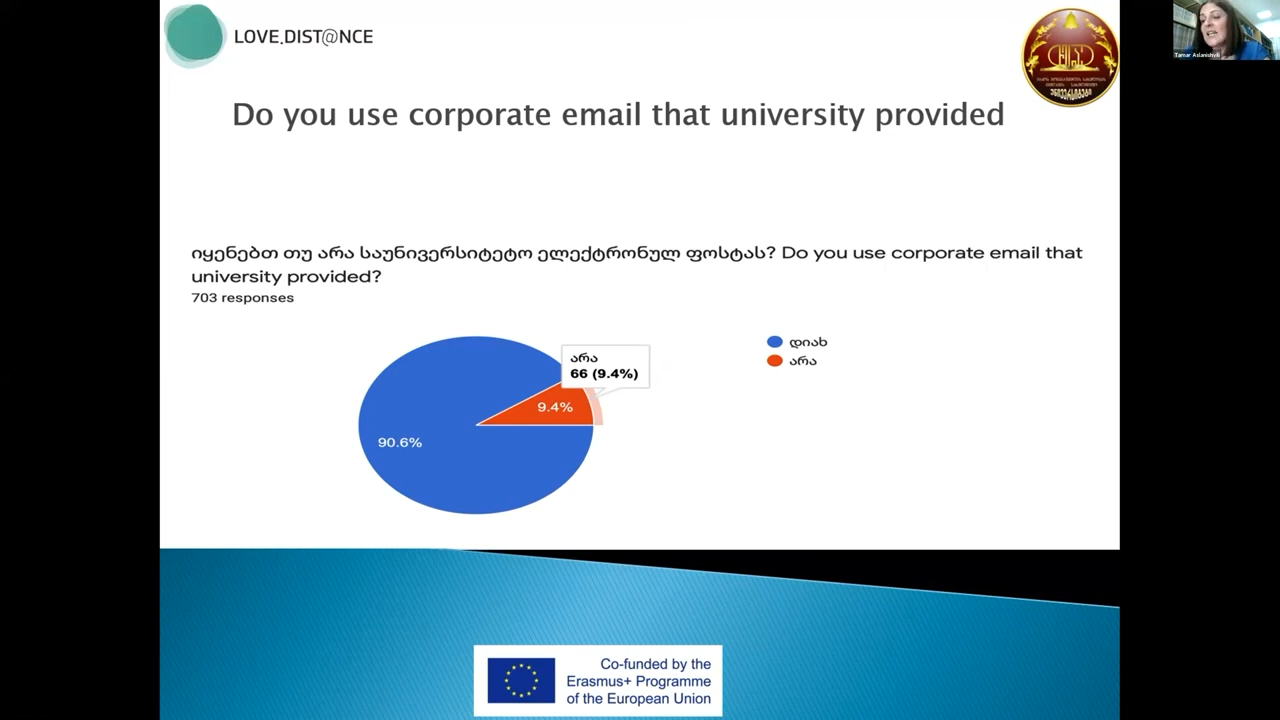 LOVE.DIST@NCE
Tamar Aslanishvili
Do you use corporate email that university provided
იყენებთ თუ არა საუნივერსიტეტო ელექტრონულ ფოსტას? Do you use corporate email that
university provided?
703 responses
არა
66 (9.4%)
9.4%
90.6%
დიახ
არა
Co-funded by the
Erasmus+ Programme
of the European Union